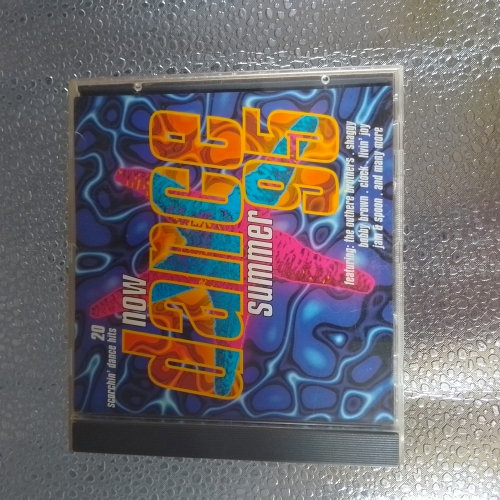 20
scorchin' dance hits
now
dance
summer 95
featuring: the outhere brothers . shaggy
bobby brown . clock . livin' joy
jam & spoon . and many more